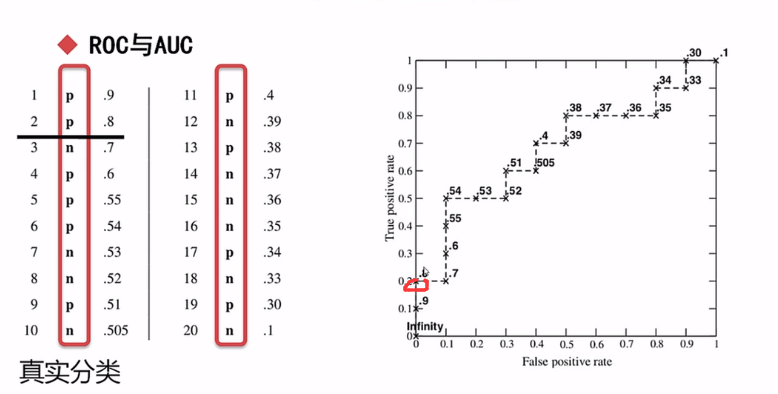 ROC与AUC
1 p .9 11 p .4
2 p .8 12 n .39
3 n .7 13 p .38
4 p .6 14 n .37
5 p .55 15 n .36
6 p .54 16 n .35
7 n .53 17 p .34
8 n .52 18 n .33
9 p .51 19 p .30
10 n .505 20 n .1
真实分类
True positive rate
1
0.9
0.8
0.7
0.6
0.5
0.4
0.3
0.1
0
.30 .1
.34 .33
.38 .37 .36 .35
.4 .39
.51 .505
.54 .53 .52
.55
.6
.7
.9
Infinity
0 0.1 0.2 0.3 0.4 0.5 0.6 0.7 0.8 0.9 1
False positive rate